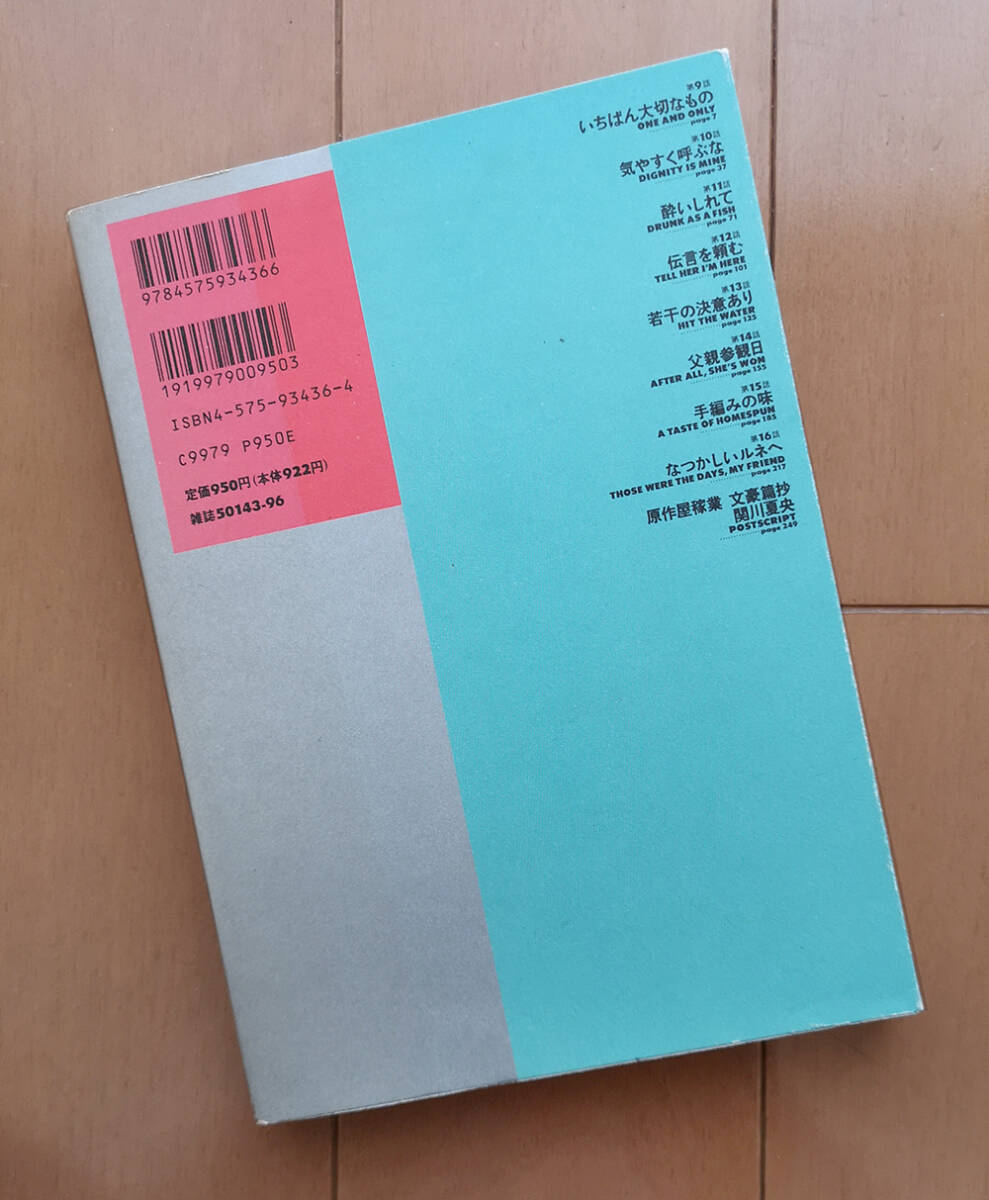 9784575934366
1919979009503
ISBN4-575-93436-4
C9979 P950E
定価950円(本体922円)
雑誌50143-96
第9話
いちばん大切なもの
ONE AND ONLY
page 7
第10話
気やすく呼ぶな
DIGNITY IS MINE
page 37
第11話
酔いしれて
DRUNK AS A FISH
page 71
第12話
伝言を頼む
TELL HER I'M HERE
page 101
第13話
若干の決意あり
HIT THE WATER
page 125
第14話
父親参観日
AFTER ALL, SHE'S WON
page 155
第15話
手編みの味
A TASTE OF HOMESPUN
page 185
第16話
なつかしいルネへ
THOSE WERE THE DAYS, MY FRIEND
page 217
原作屋稼業 文豪篇抄
関川夏央
POSTSCRIPT
page 249